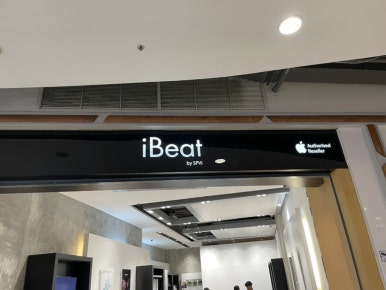 iBeat
by SPVi
Authorised
Reseller